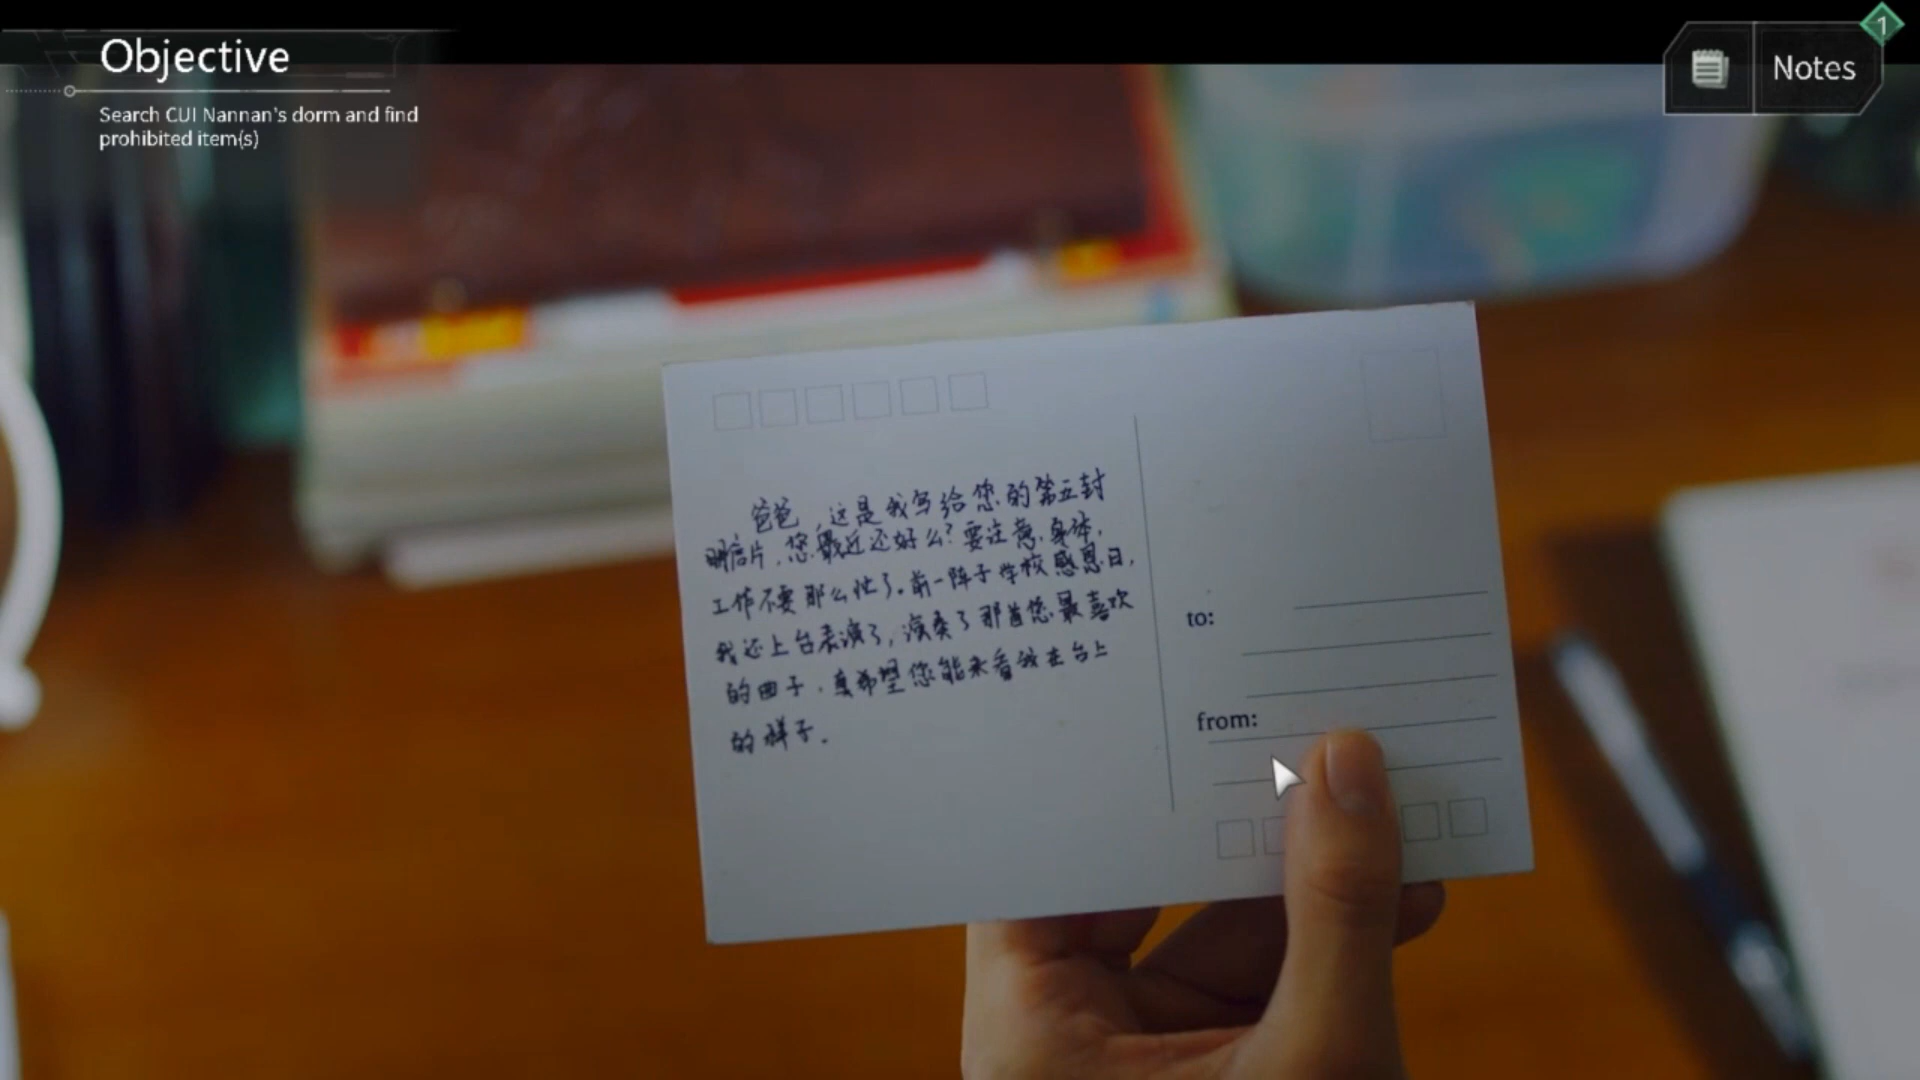 Objective
Search CUI Nannan's dorm and find
prohibited item(s)
1
Notes
爸爸，这是我写给您的第五封
明信片，您最近还好么？要注意身体，
工作不要那么忙了。前一阵子学校感恩日，
我还上台表演了，演奏了那首您最喜欢
的曲子，真希望您能来看我在台上
的样子。
to:
from: